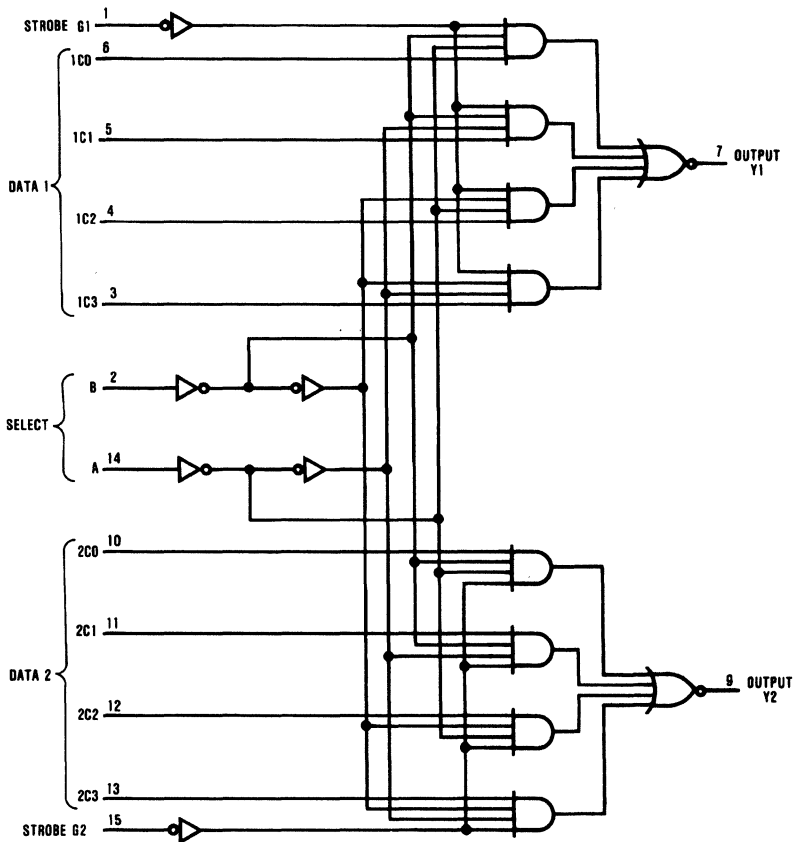 STROBE G1 1
1C0 6
1C1 5
DATA 1
1C2 4
1C3 3
7 OUTPUT
Y1
B 2
SELECT
A 14
2C0 10
2C1 11
DATA 2
2C2 12
2C3 13
STROBE G2 15
9 OUTPUT
Y2